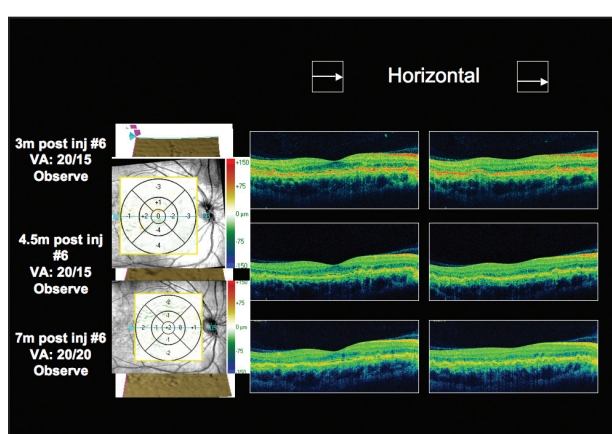 Horizontal
3m post inj #6
VA: 20/15
Observe
+150
+75
0 µm
-75
-150
-3
+1
-1 +2 0 -2 -3
-4
-4
4.5m post inj
#6
VA: 20/15
Observe
+150
+75
0 µm
-75
-150
-2
-1
-2 0 +2 0 -1
-1
-2
7m post inj #6
VA: 20/20
Observe